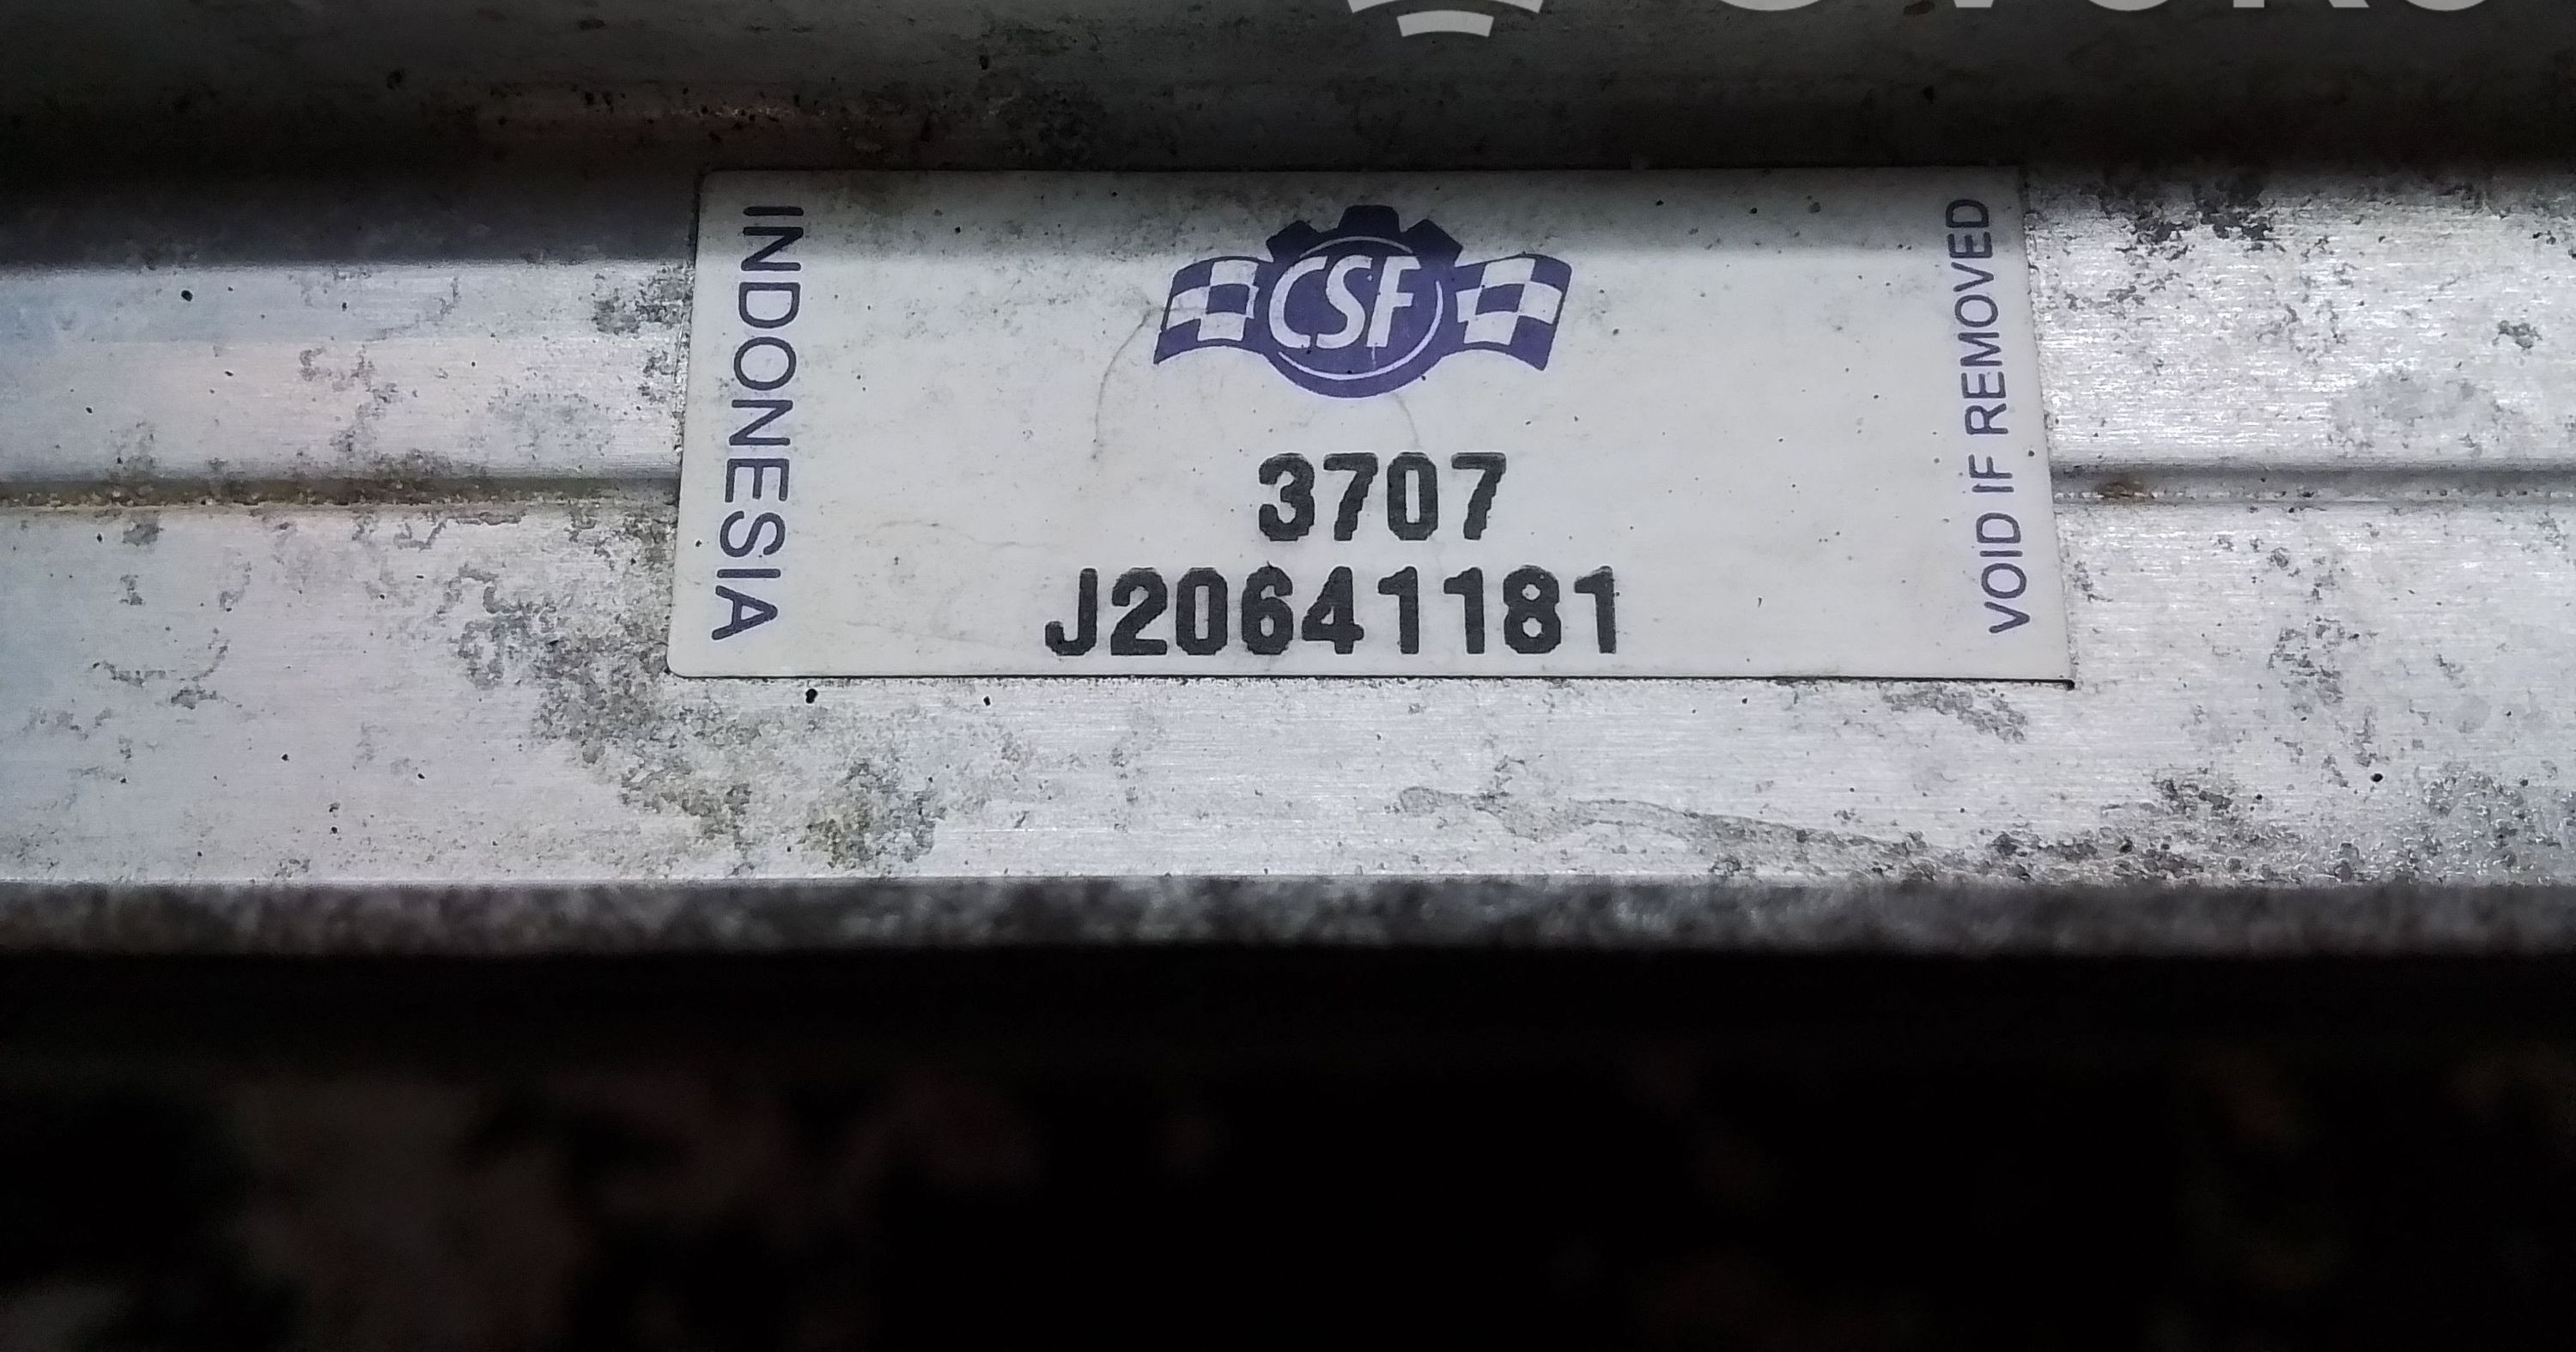 INDONESIA
CSF
3707
J20641181
VOID IF REMOVED